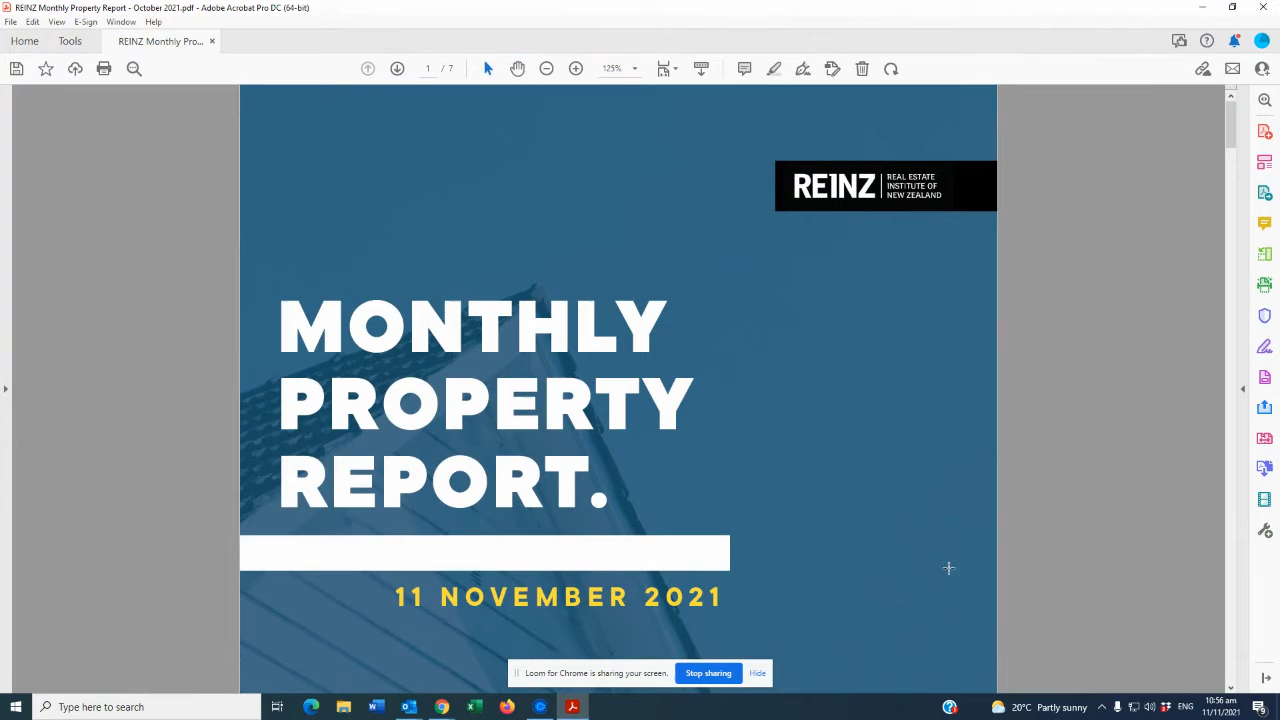 REINZ Monthly Property Report - October 2021.pdf - Adobe Acrobat Pro DC (64-bit)
File Edit View E-Sign Window Help
Home Tools REINZ Monthly Pro... ×
1 / 7 125%
REINZ REAL ESTATE
INSTITUTE OF
NEW ZEALAND
MONTHLY
PROPERTY
REPORT.
11 NOVEMBER 2021
Loom for Chrome is sharing your screen. Stop sharing Hide
Type here to search
20°C Partly sunny ENG
10:56 am
11/11/2021